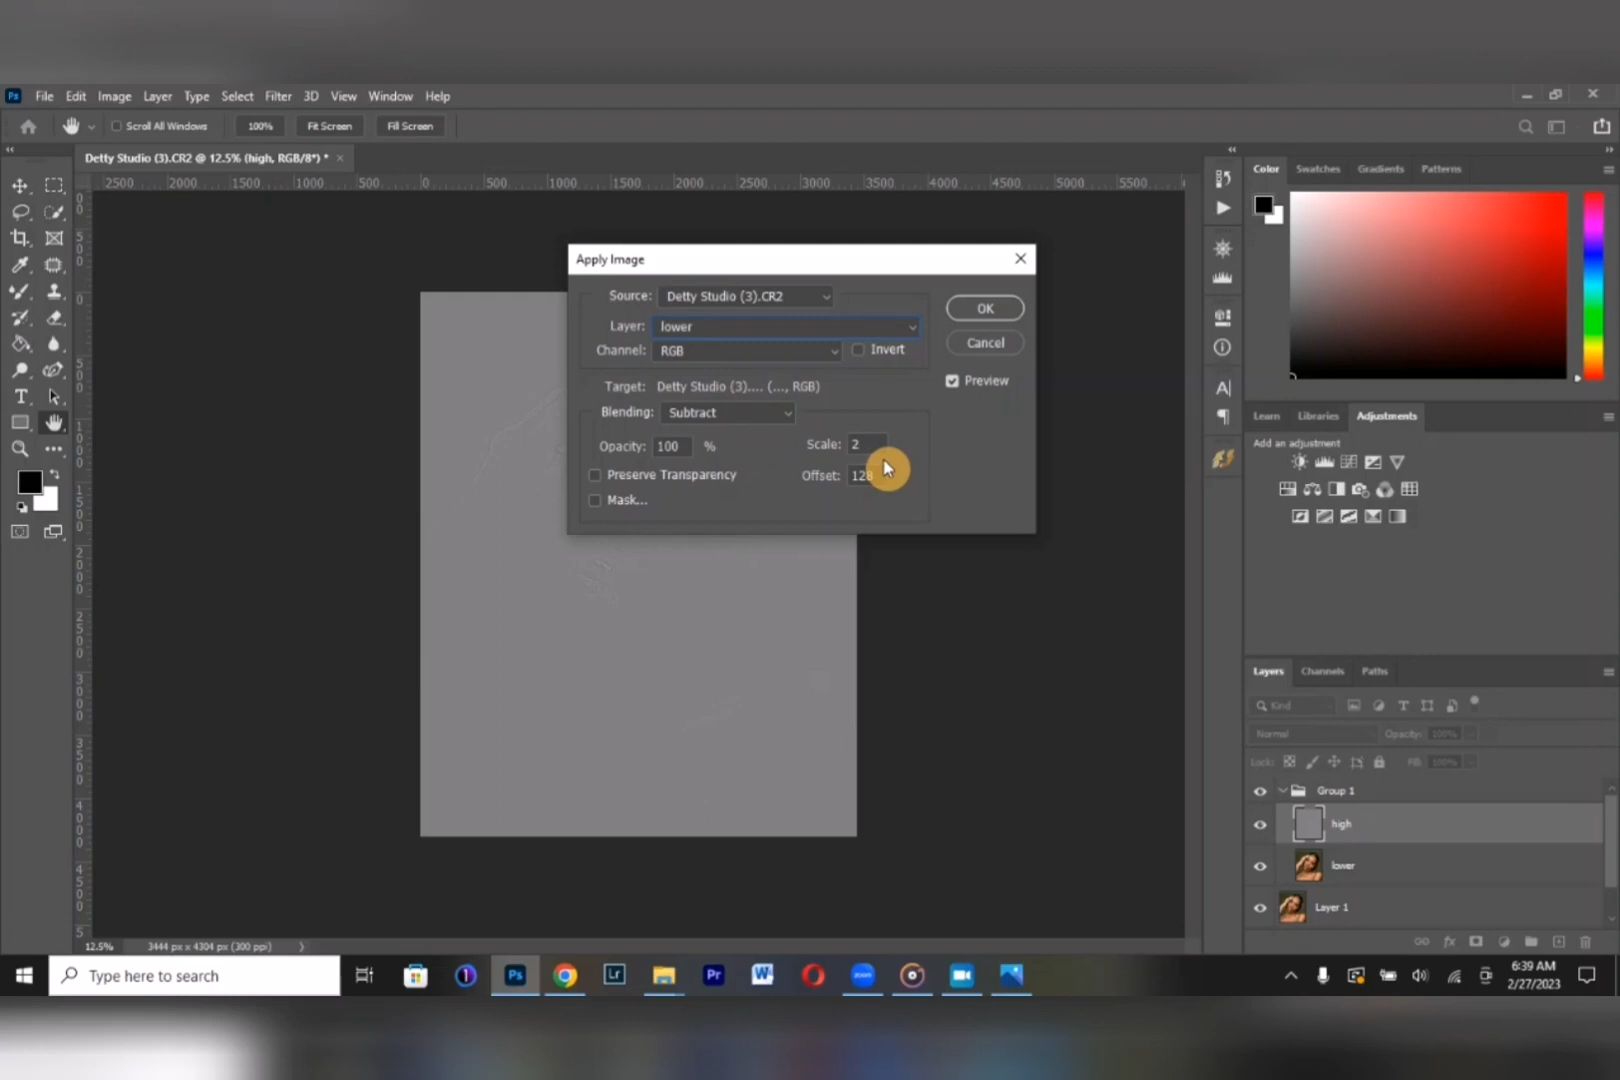 Ps File Edit Image Layer Type Select Filter 3D View Window Help
Scroll All Windows 100% Fit Screen Fill Screen
Detty Studio (3).CR2 @ 12.5% (high, RGB/8*) * ×
2500 2000 1500 1000 500 0 500 1000 1500 2000 2500 3000 3500 4000 4500 5000 5500
Color Swatches Gradients Patterns
Apply Image
Source: Detty Studio (3).CR2
OK
Layer: lower
Cancel
Channel: RGB
Invert
Preview
Target: Detty Studio (3).... (..., RGB)
Blending: Subtract
Opacity: 100 %
Scale: 2
Preserve Transparency
Offset: 128
Mask...
Learn Libraries Adjustments
Add an adjustment
Layers Channels Paths
Kind
Normal Opacity: 100%
Lock: Fill: 100%
Group 1
high
lower
Layer 1
12.5% 3444 px x 4304 px (300 ppi)
Type here to search
Ps Lr Pr W zoom
6:39 AM
2/27/2023